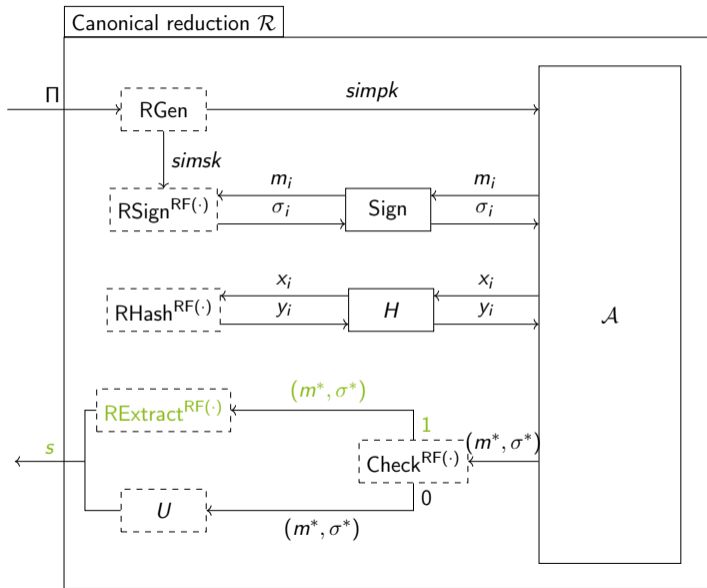 Canonical reduction R
Π
RGen
simpk
simsk
m_i
m_i
RSign^RF(·)
σ_i
Sign
σ_i
x_i
x_i
RHash^RF(·)
y_i
H
y_i
A
RExtract^RF(·)
(m*, σ*)
1
s
Check^RF(·)
(m*, σ*)
0
U
(m*, σ*)